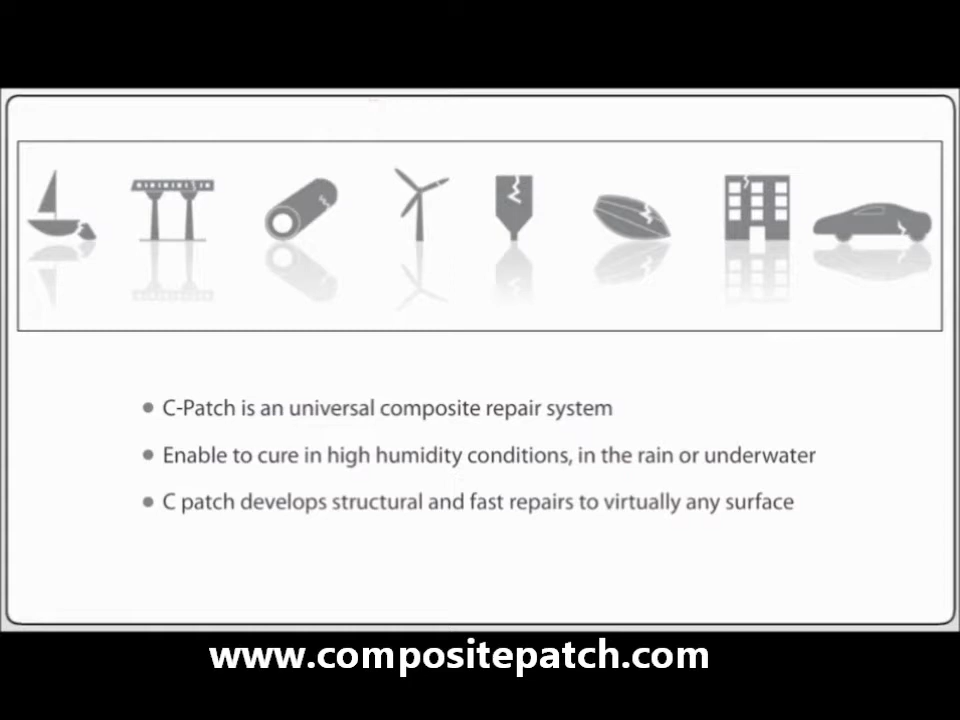 C-Patch is an universal composite repair system
Enable to cure in high humidity conditions, in the rain or underwater
C patch develops structural and fast repairs to virtually any surface
www.compositepatch.com